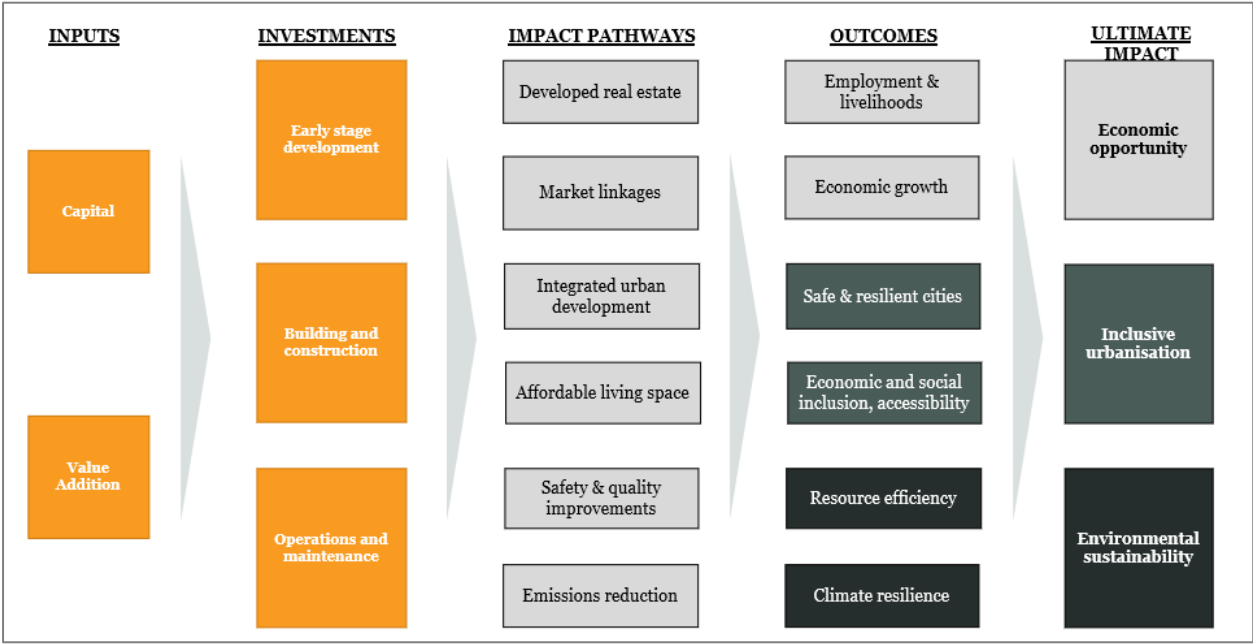 INPUTS
INVESTMENTS
IMPACT PATHWAYS
OUTCOMES
ULTIMATE
IMPACT
Capital
Value
Addition
Early stage
development
Building and
construction
Operations and
maintenance
Developed real estate
Market linkages
Integrated urban
development
Affordable living space
Safety & quality
improvements
Emissions reduction
Employment &
livelihoods
Economic growth
Safe & resilient cities
Economic and social
inclusion, accessibility
Resource efficiency
Climate resilience
Economic
opportunity
Inclusive
urbanisation
Environmental
sustainability